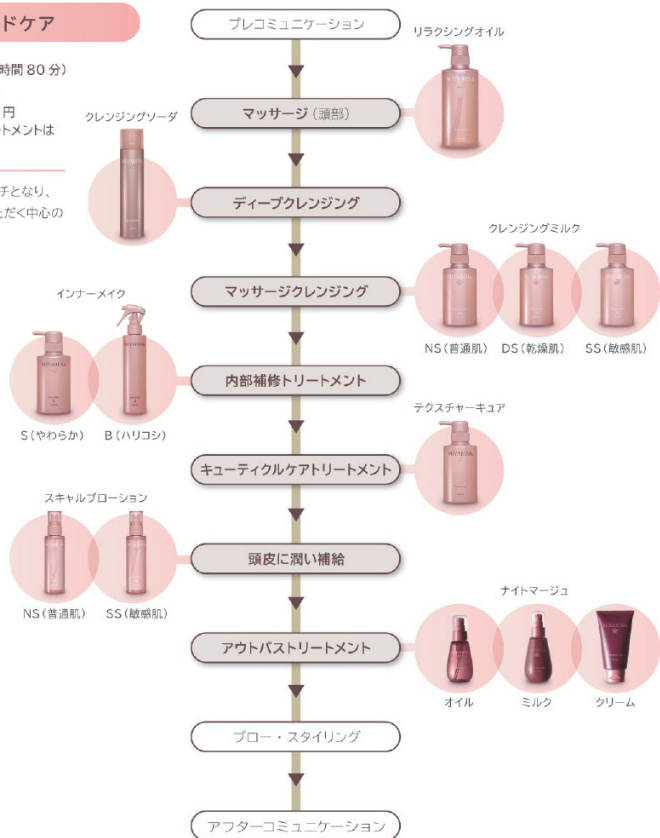 ドケア
時間 80 分)
円
トメントは
チとなり、
ただく中心の
プレコミュニケーション
リラクシングオイル
マッサージ(頭部)
クレンジングソーダ
ディープクレンジング
クレンジングミルク
マッサージクレンジング
NS(普通肌) DS(乾燥肌) SS(敏感肌)
インナーメイク
内部補修トリートメント
S(やわらか) B(ハリコシ)
テクスチャーキュア
キューティクルケアトリートメント
スキャルプローション
頭皮に潤い補給
NS(普通肌) SS(敏感肌)
ナイトマージュ
アウトバストリートメント
オイル ミルク クリーム
ブロー・スタイリング
アフターコミュニケーション